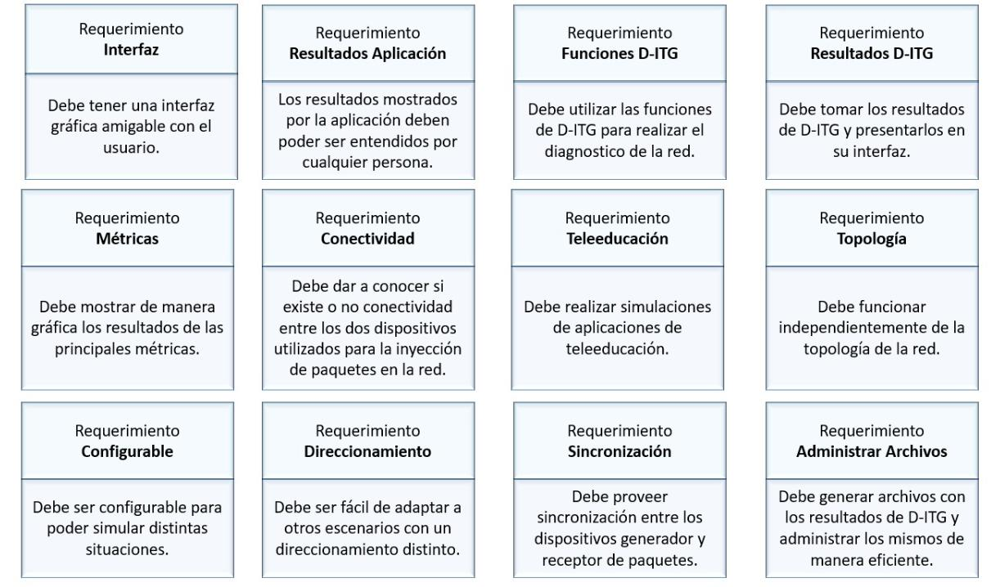 Requerimiento
Interfaz
Debe tener una interfaz
gráfica amigable con el
usuario.
Requerimiento
Resultados Aplicación
Los resultados mostrados
por la aplicación deben
poder ser entendidos por
cualquier persona.
Requerimiento
Funciones D-ITG
Debe utilizar las funciones
de D-ITG para realizar el
diagnostico de la red.
Requerimiento
Resultados D-ITG
Debe tomar los resultados
de D-ITG y presentarlos en
su interfaz.
Requerimiento
Métricas
Debe mostrar de manera
gráfica los resultados de las
principales métricas.
Requerimiento
Conectividad
Debe dar a conocer si
existe o no conectividad
entre los dos dispositivos
utilizados para la inyección
de paquetes en la red.
Requerimiento
Teleeducación
Debe realizar simulaciones
de aplicaciones de
teleeducación.
Requerimiento
Topología
Debe funcionar
independientemente de la
topología de la red.
Requerimiento
Configurable
Debe ser configurable para
poder simular distintas
situaciones.
Requerimiento
Direccionamiento
Debe ser fácil de adaptar a
otros escenarios con un
direccionamiento distinto.
Requerimiento
Sincronización
Debe proveer
sincronización entre los
dispositivos generador y
receptor de paquetes.
Requerimiento
Administrar Archivos
Debe generar archivos con
los resultados de D-ITG y
administrar los mismos de
manera eficiente.